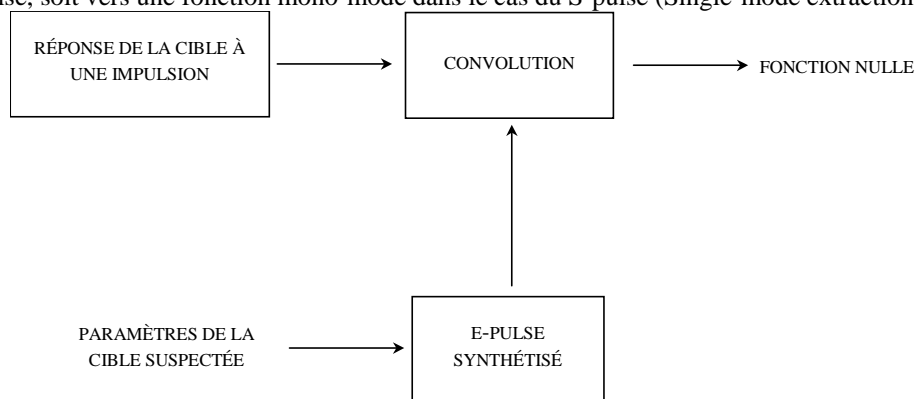 se, soit vers une fonction mono-mode dans le cas du S-pulse (Single-mode extraction
RÉPONSE DE LA CIBLE À
UNE IMPULSION
CONVOLUTION
FONCTION NULLE
PARAMÈTRES DE LA
CIBLE SUSPECTÉE
E-PULSE
SYNTHÉTISÉ